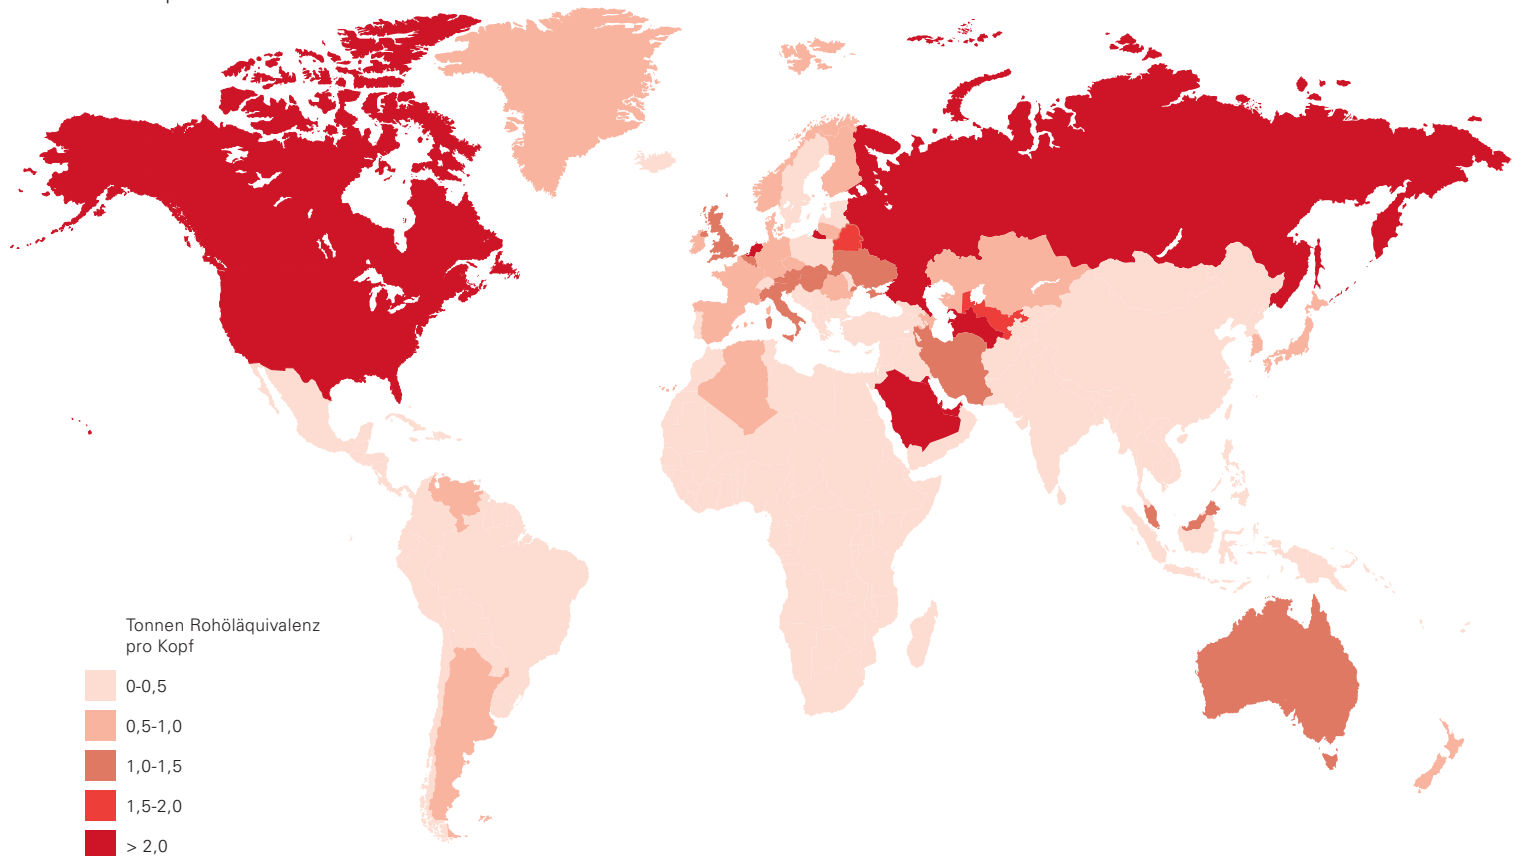 Tonnen Rohöläquivalenz
pro Kopf
0-0,5
0,5-1,0
1,0-1,5
1,5-2,0
> 2,0